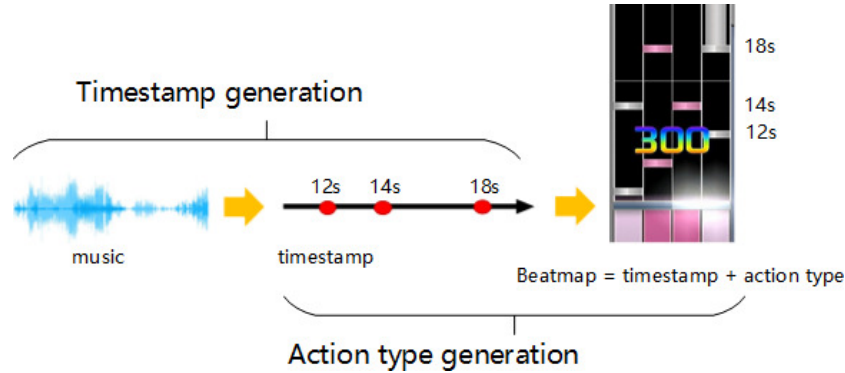 18s
Timestamp generation
14s
12s
300
12s 14s 18s
music
timestamp
Beatmap = timestamp + action type
Action type generation